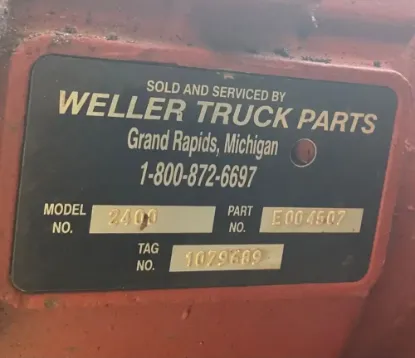 SOLD AND SERVICED BY
WELLER TRUCK PARTS
Grand Rapids, Michigan
1-800-872-6697
MODEL NO. 2400
PART NO. E004507
TAG NO. 1079609